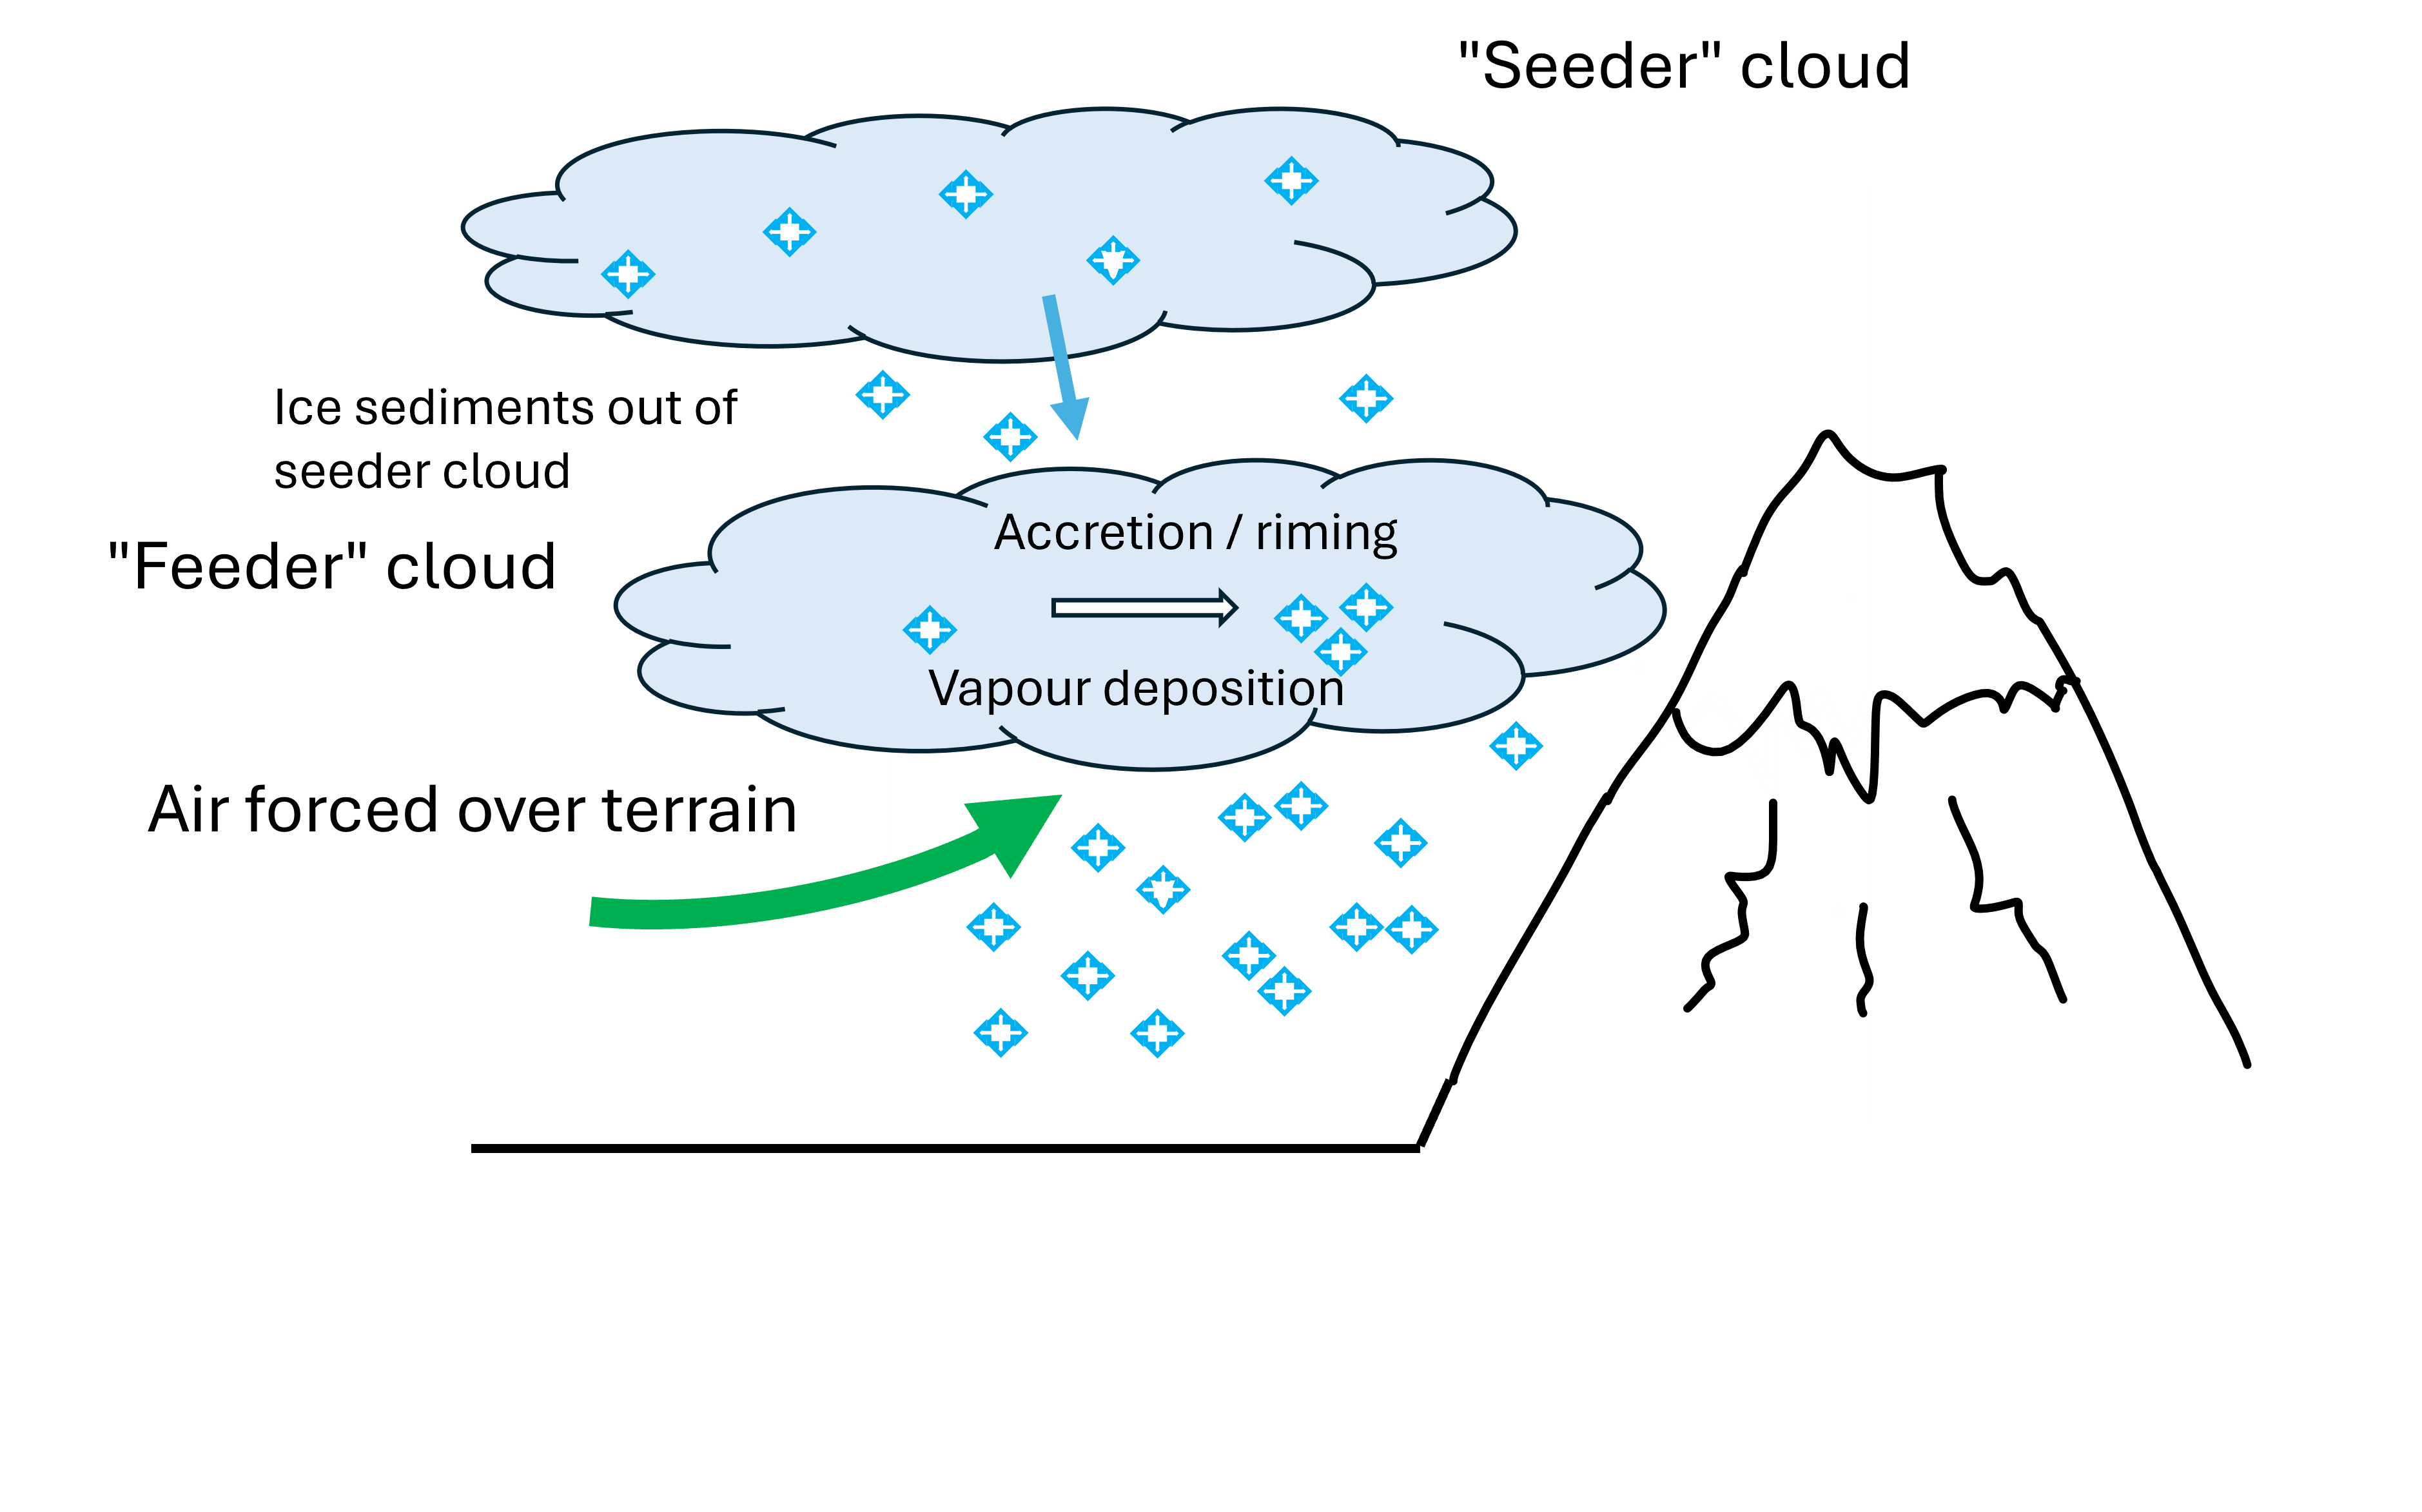 "Seeder" cloud
Ice sediments out of
seeder cloud
"Feeder" cloud
Accretion / riming
Vapour deposition
Air forced over terrain